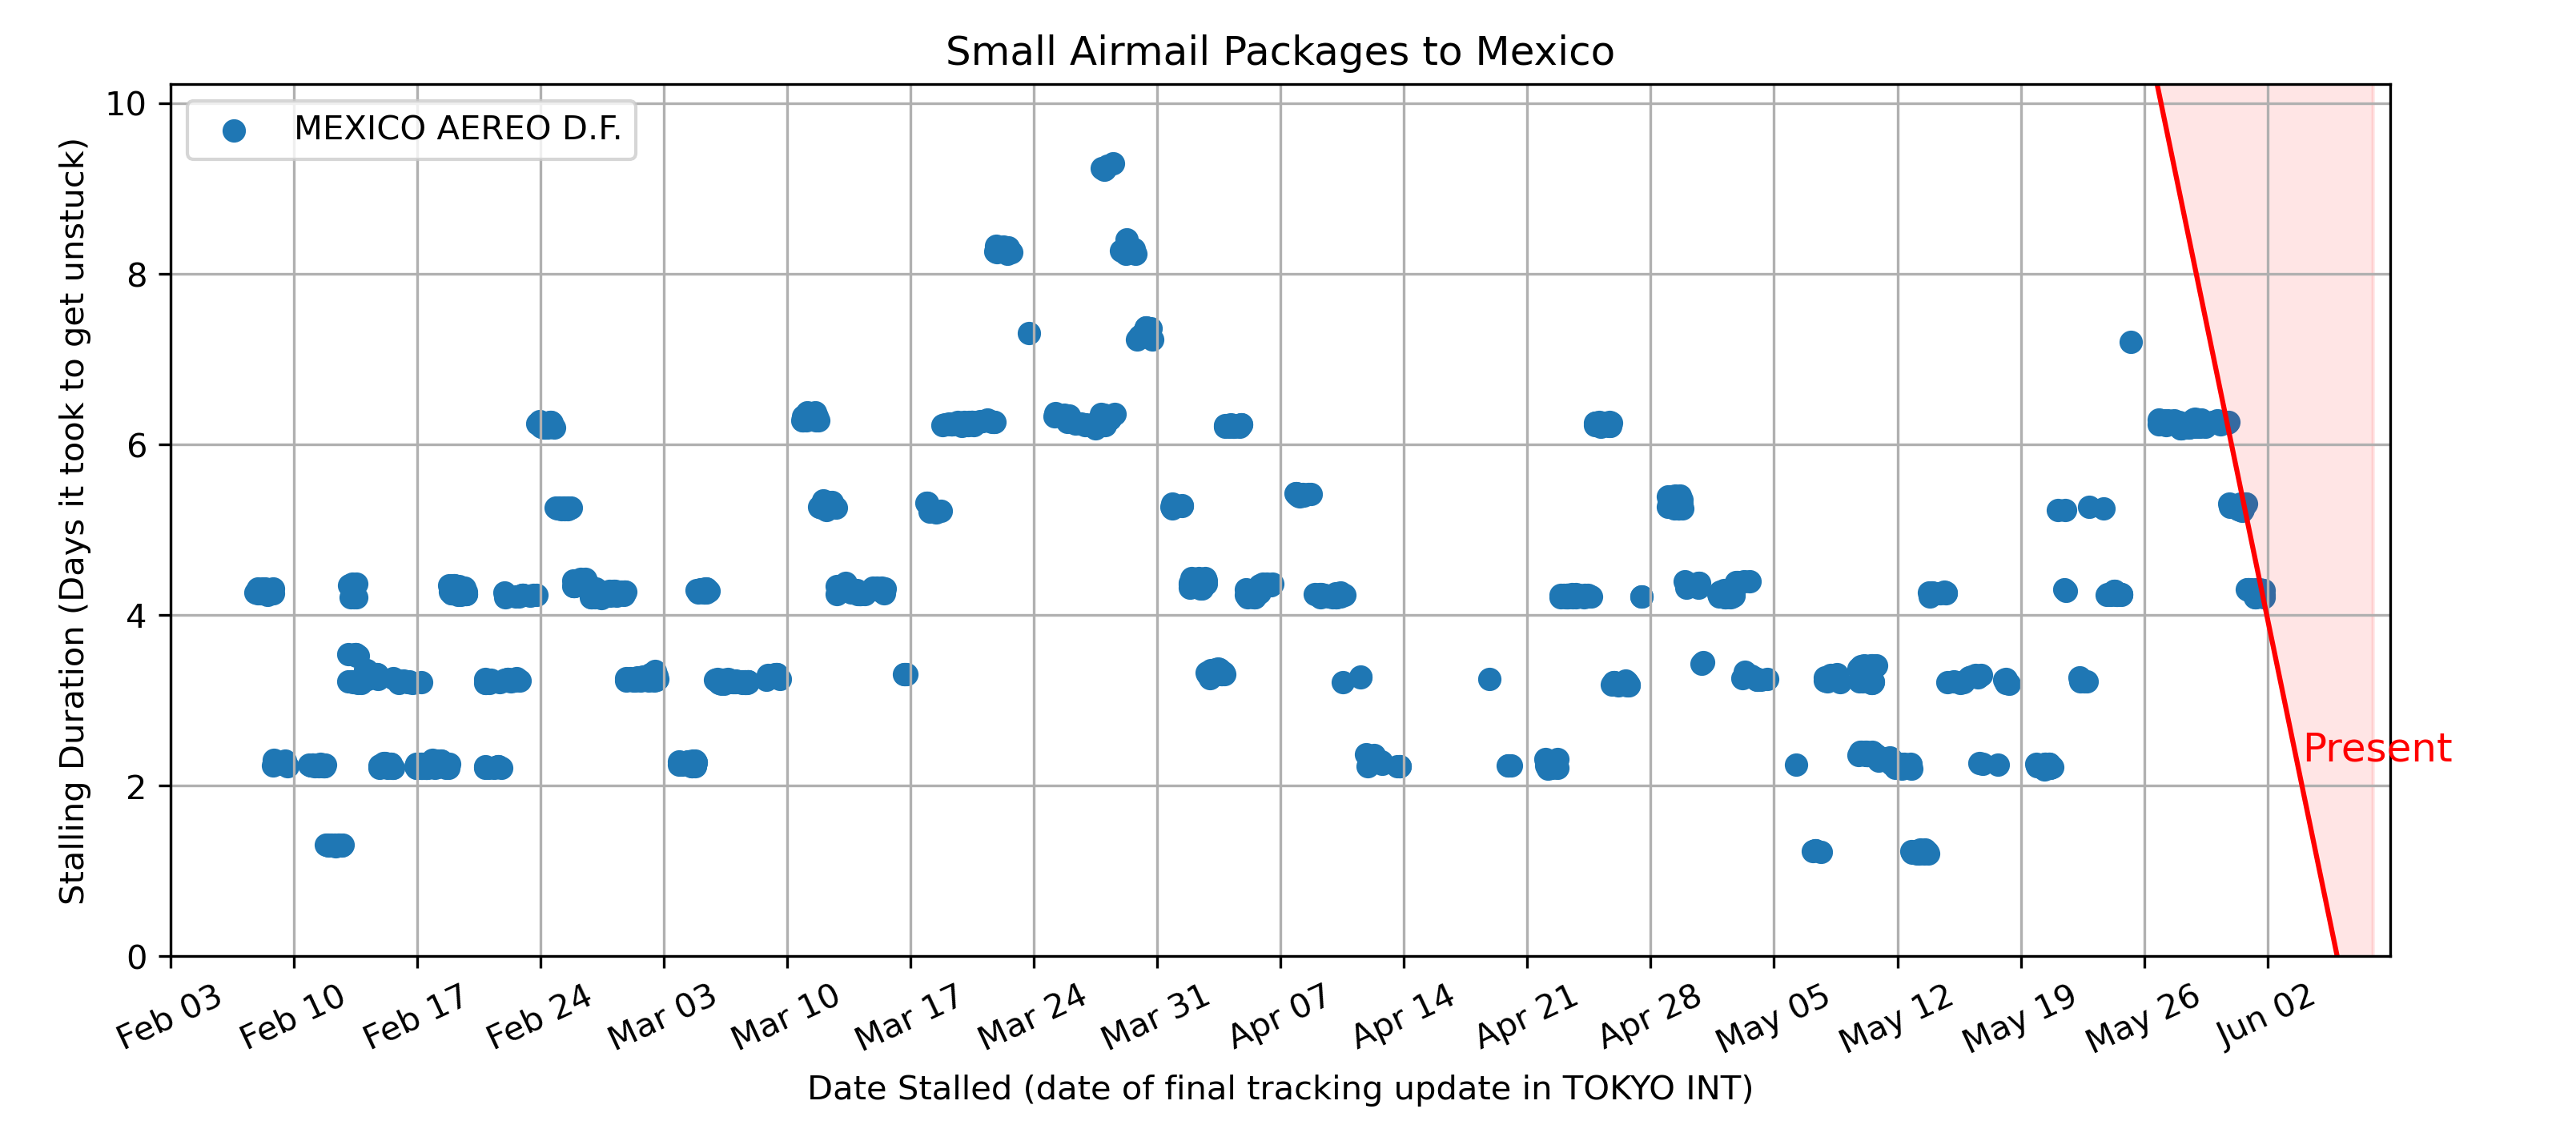 Small Airmail Packages to Mexico
MEXICO AEREO D.F.
Stalling Duration (Days it took to get unstuck)
10
8
6
4
2
0
Present
Feb 03
Feb 10
Feb 17
Feb 24
Mar 03
Mar 10
Mar 17
Mar 24
Mar 31
Apr 07
Apr 14
Apr 21
Apr 28
May 05
May 12
May 19
May 26
Jun 02
Date Stalled (date of final tracking update in TOKYO INT)